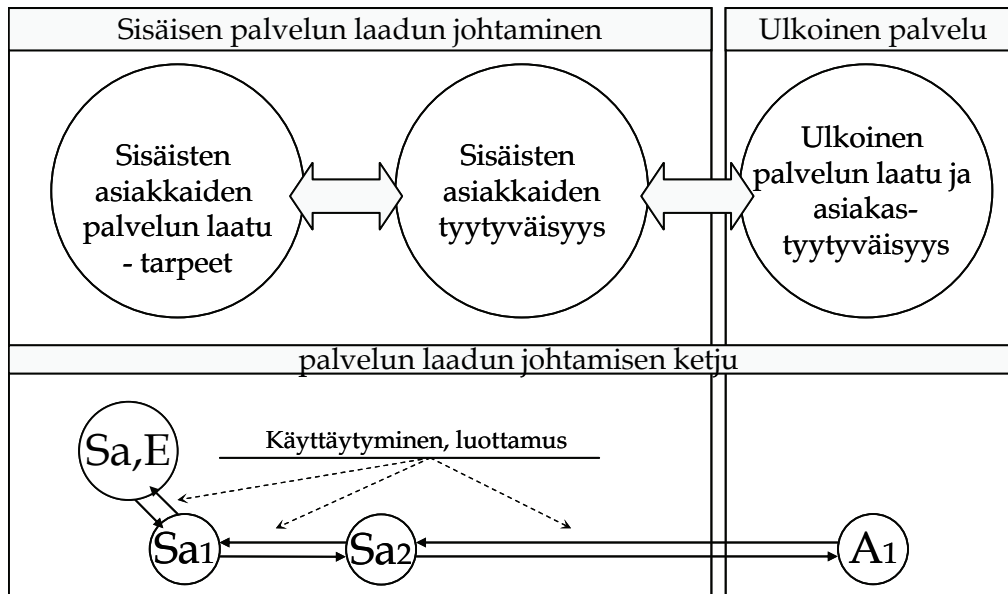 Sisäisen palvelun laadun johtaminen
Ulkoinen palvelu
Sisäisten
asiakkaiden
palvelun laatu
- tarpeet
Sisäisten
asiakkaiden
tyytyväisyys
Ulkoinen
palvelun laatu ja
asiakas-
tyytyväisyys
palvelun laadun johtamisen ketju
Sa,E
Käyttäytyminen, luottamus
Sa1
Sa2
A1